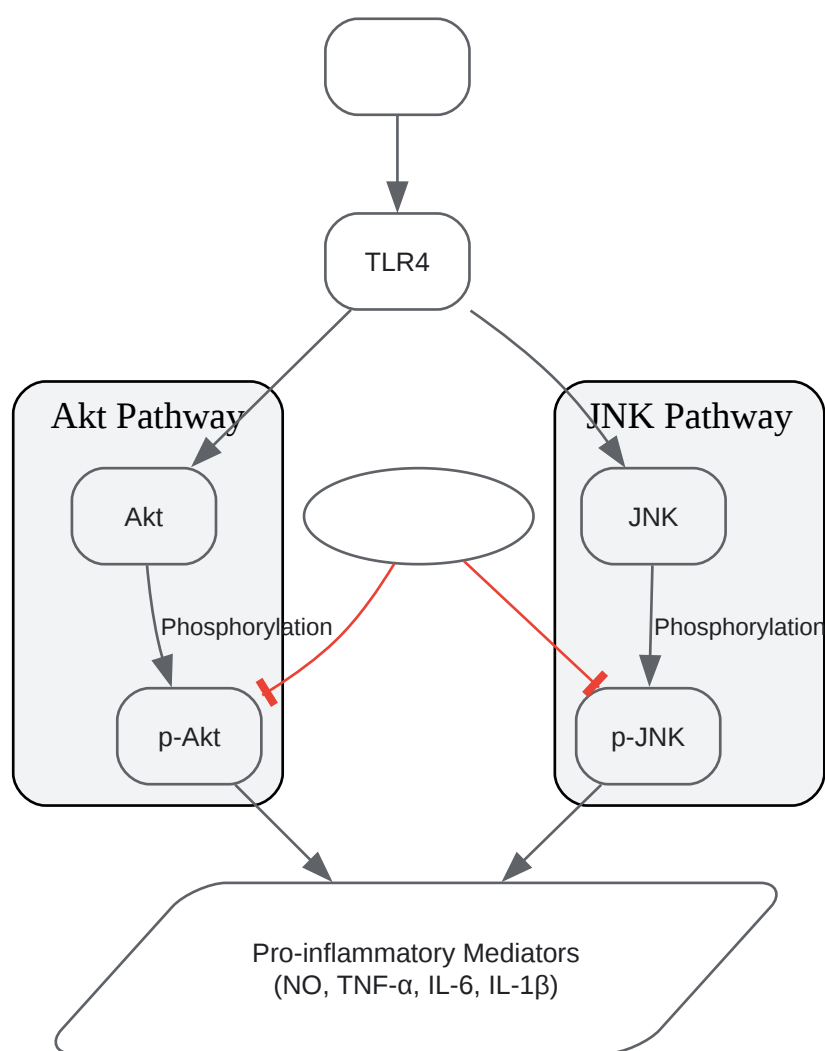 TLR4
Akt Pathway
JNK Pathway
Akt
JNK
Phosphorylation
Phosphorylation
p-Akt
p-JNK
Pro-inflammatory Mediators
(NO, TNF-α, IL-6, IL-1β)